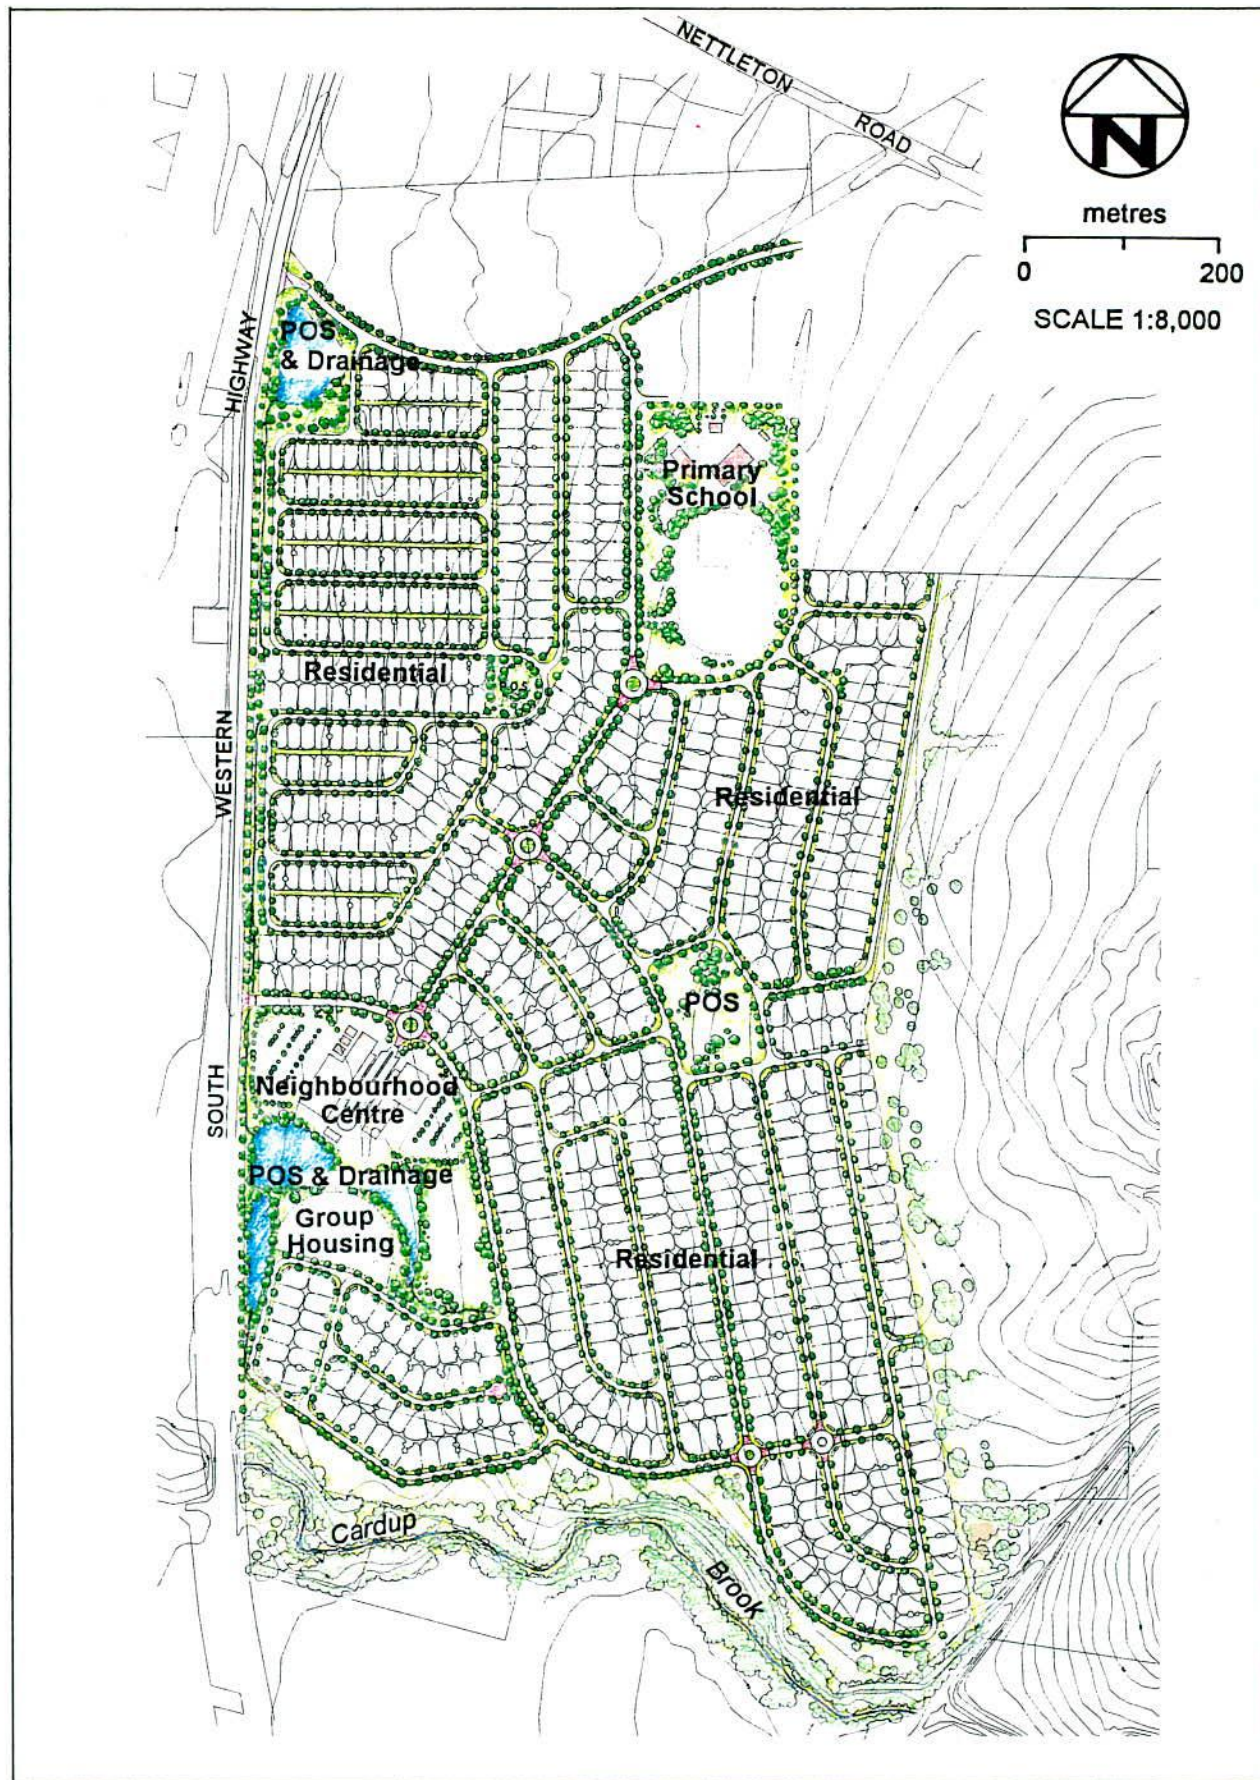 NETTLETON
ROAD
N
metres
0 200
SCALE 1:8,000
HIGHWAY
POS
& Drainage
Primary
School
Residential
P.O.S
WESTERN
Residential
POS
SOUTH
Neighbourhood
Centre
POS & Drainage
Group
Housing
Residential
Cardup
Brook